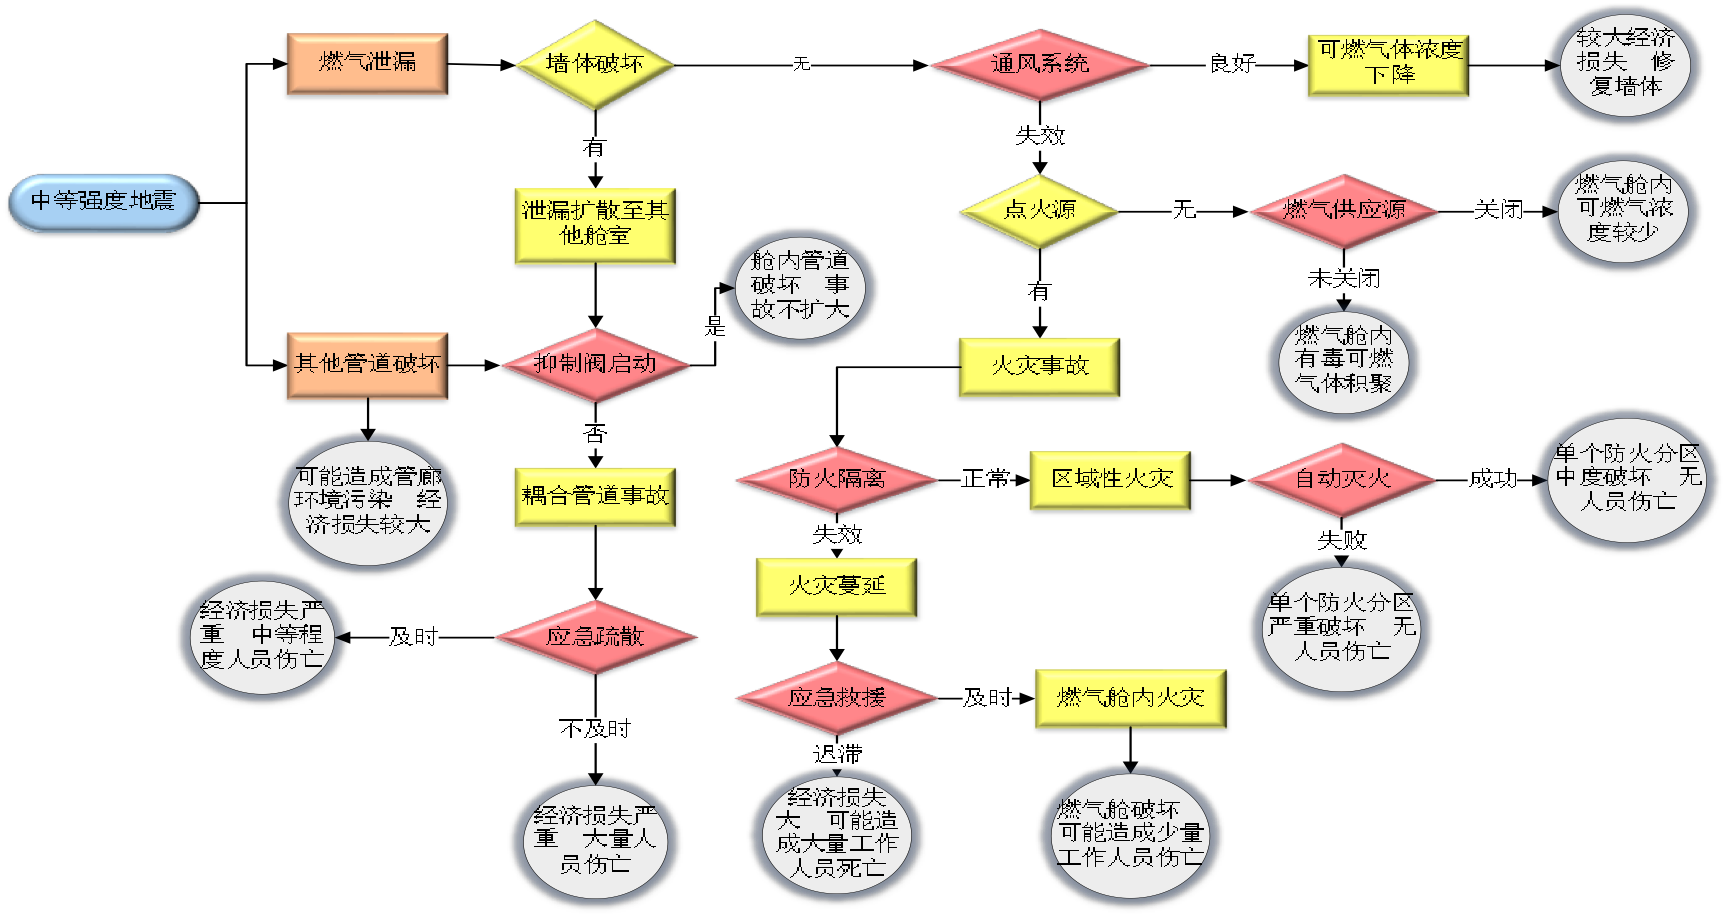 燃气泄漏
墙体破坏
无
通风系统
良好
可燃气体浓度
下降
较大经济
损失　修
复墙体
有
失效
中等强度地震
泄漏扩散至其
他舱室
点火源
无
燃气供应源
关闭
燃气舱内
可燃气浓
度较少
舱内管道
破坏　事
故不扩大
是
有
未关闭
其他管道破坏
抑制阀启动
火灾事故
燃气舱内
有毒可燃
气体积聚
否
可能造成管廊
环境污染　经
济损失较大
耦合管道事故
防火隔离
正常
区域性火灾
自动灭火
成功
单个防火分区
中度破坏　无
人员伤亡
失效
失败
火灾蔓延
单个防火分区
严重破坏　无
人员伤亡
经济损失严
重　中等程
度人员伤亡
及时
应急疏散
应急救援
及时
燃气舱内火灾
不及时
迟滞
经济损失严
重　大量人
员伤亡
经济损失
大　可能造
成大量工作
人员死亡
燃气舱破坏
可能造成少量
工作人员伤亡